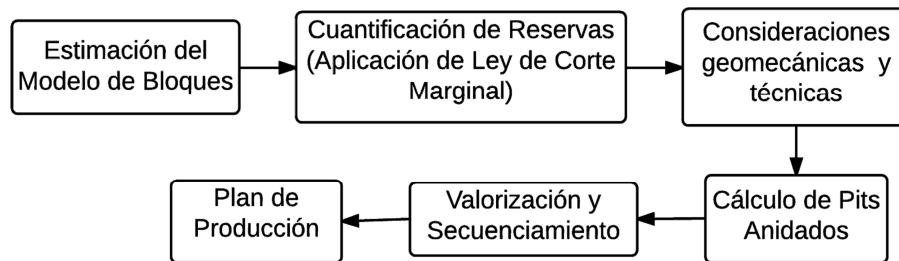 Estimación del
Modelo de Bloques
Cuantificación de Reservas
(Aplicación de Ley de Corte
Marginal)
Consideraciones
geomecánicas y
técnicas
Cálculo de Pits
Anidados
Valorización y
Secuenciamiento
Plan de
Producción